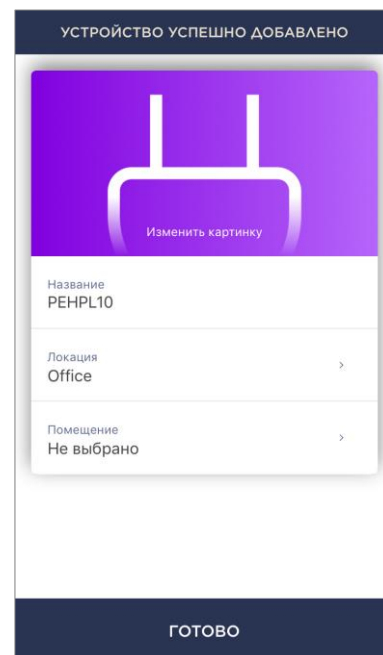 УСТРОЙСТВО УСПЕШНО ДОБАВЛЕНО
Изменить картинку
Название
PEHPL10
Локация
Office
Помещение
Не выбрано
ГОТОВО